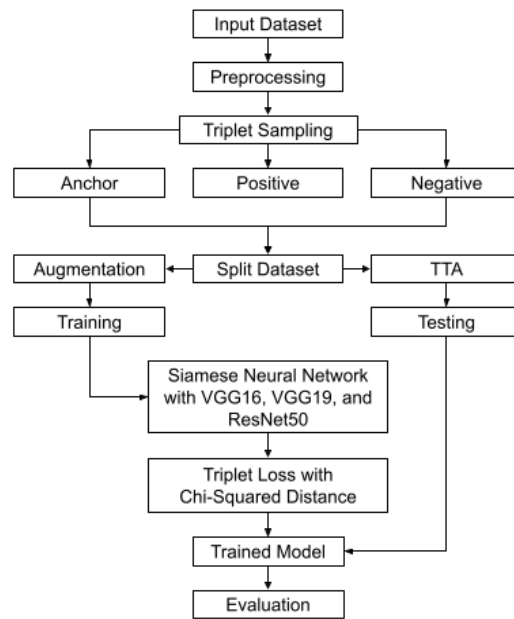 Input Dataset
Preprocessing
Triplet Sampling
Anchor
Positive
Negative
Augmentation
Split Dataset
TTA
Training
Testing
Siamese Neural Network
with VGG16, VGG19, and
ResNet50
Triplet Loss with
Chi-Squared Distance
Trained Model
Evaluation